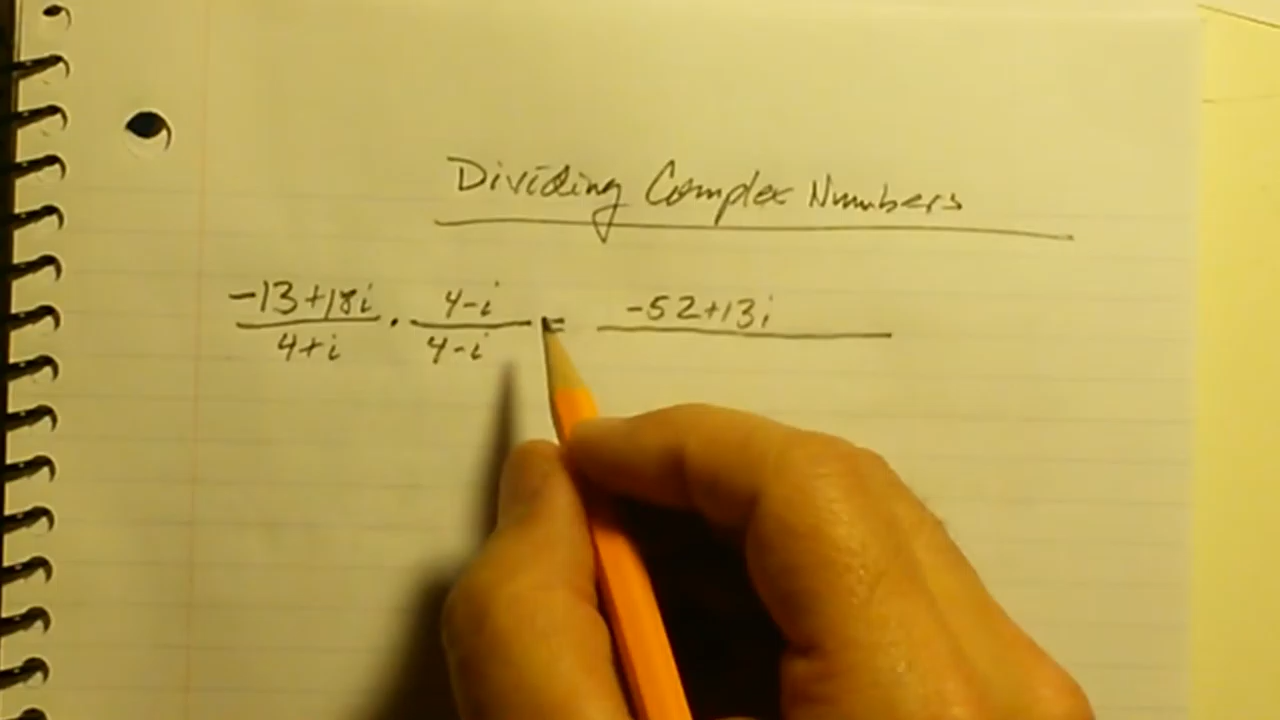 Dividing Complex Numbers
-13+18i / 4+i · 4-i / 4-i = -52+13i